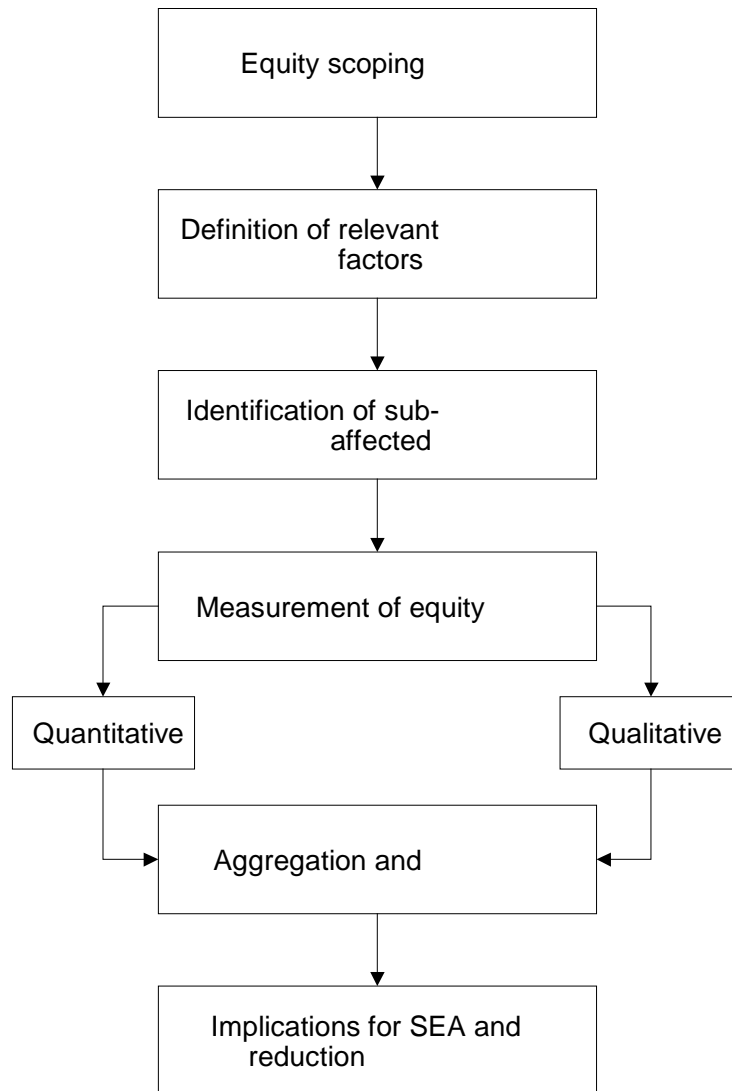 Equity scoping
Definition of relevant
factors
Identification of sub-
affected
Measurement of equity
Quantitative
Qualitative
Aggregation and
Implications for SEA and
reduction